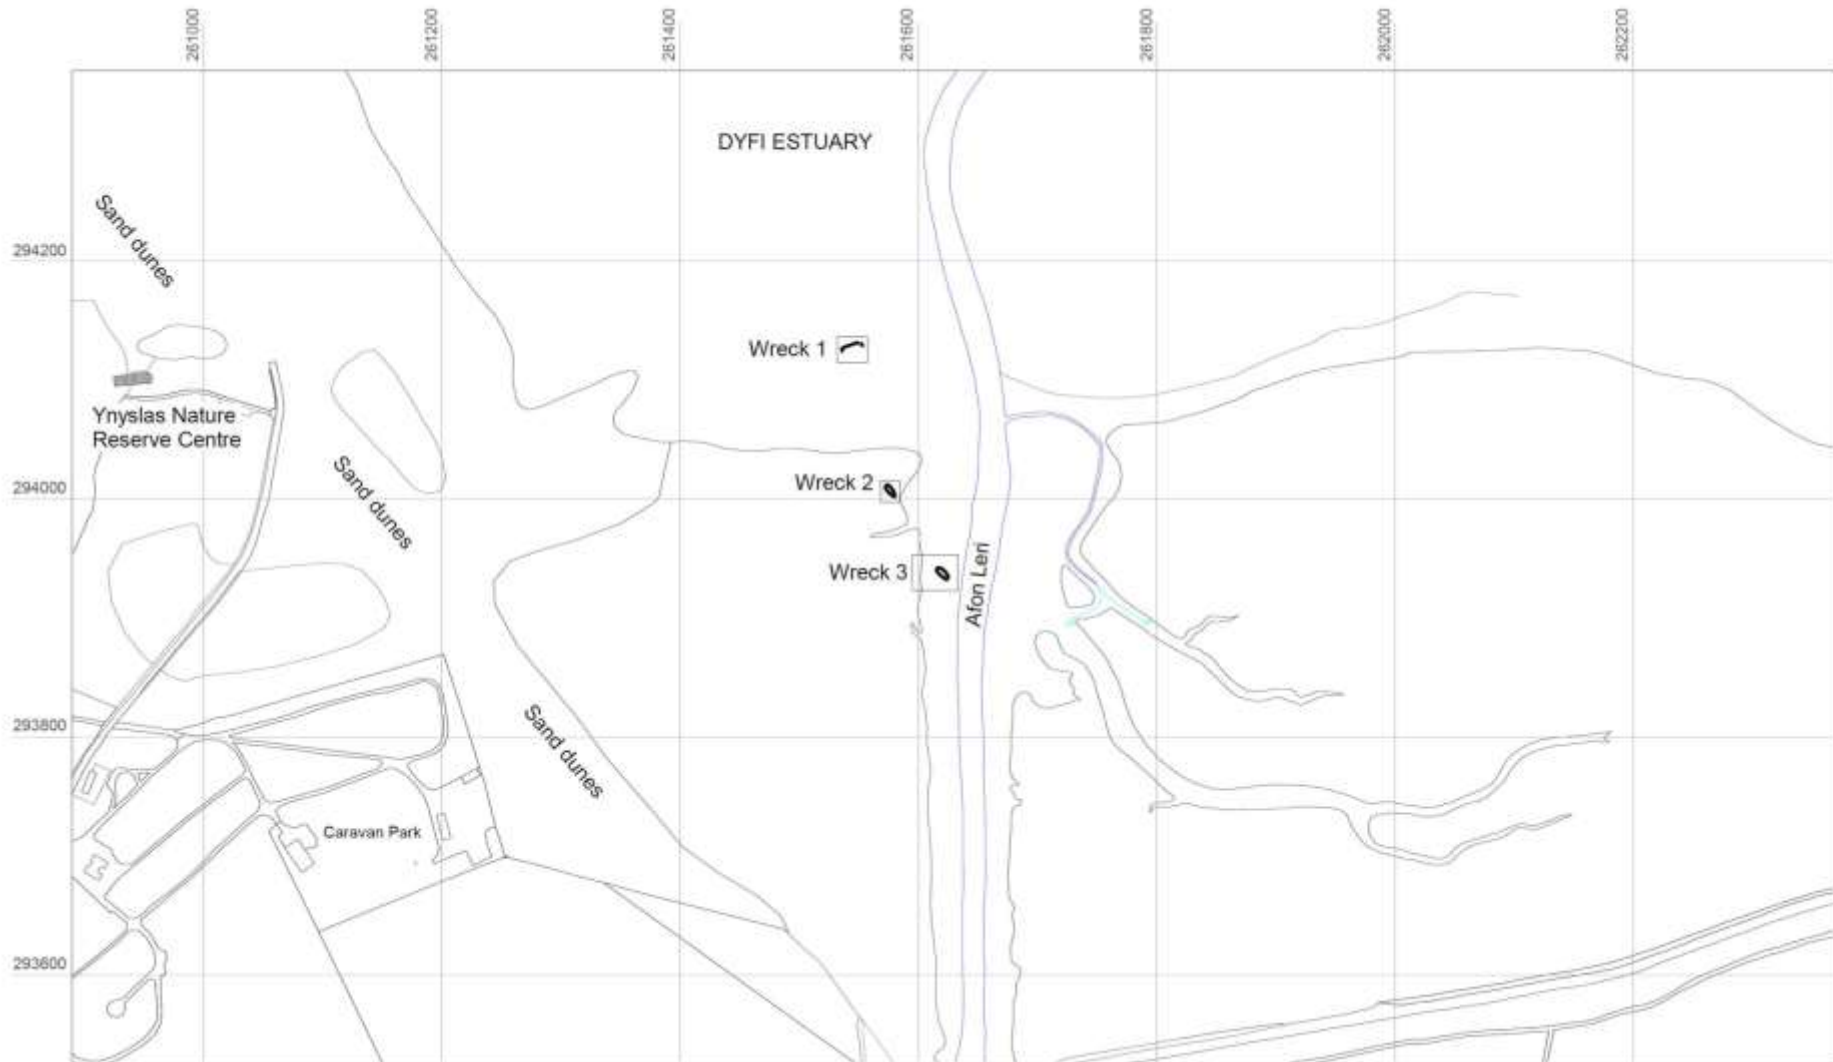 261000
261200
261400
261600
261800
262000
262200
DYFI ESTUARY
Sand dunes
294200
Wreck 1
Ynyslas Nature
Reserve Centre
Sand dunes
Wreck 2
294000
Wreck 3
Afon Leri
Sand dunes
293800
Caravan Park
293600